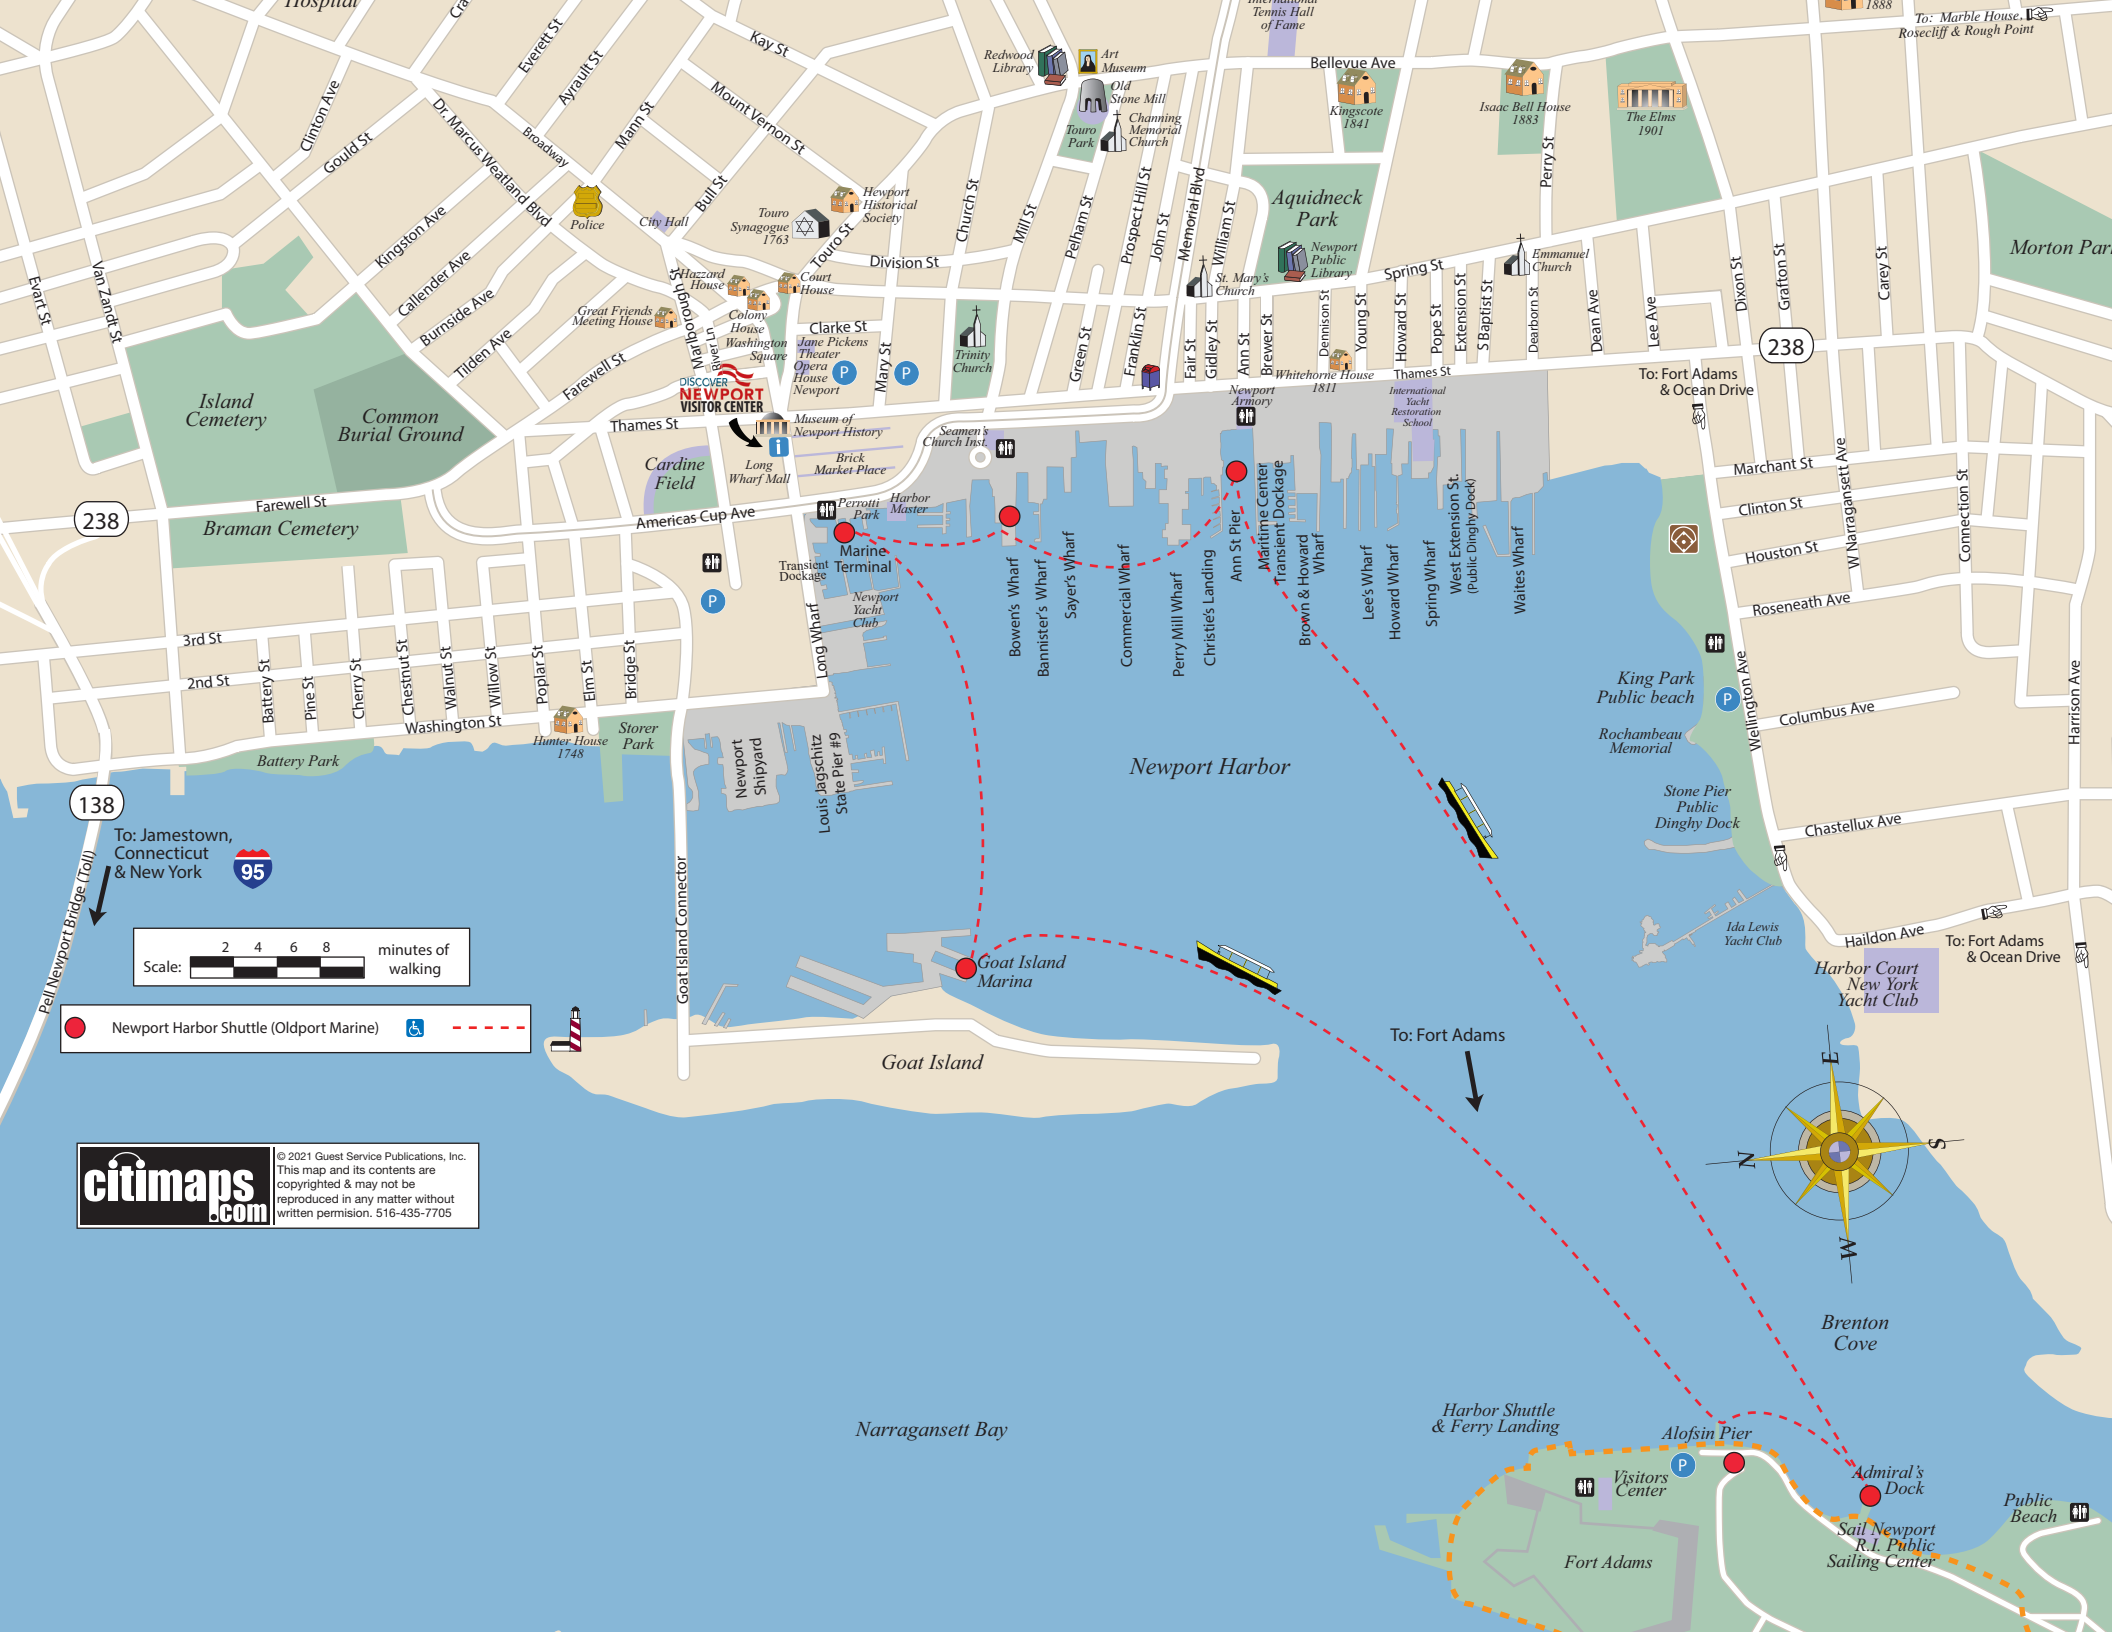 Hospital
Cra
Everett St
Ayrault St
Kay St
Clinton Ave
Gould St
Dr. Marcus Weatland Blvd
Broadway
Mann St
Mount Vernon St
Bull St
Redwood
Library
Art
Museum
Old
Stone Mill
Touro
Park
Channing
Memorial
Church
International
Tennis Hall
of Fame
Bellevue Ave
Kingscote
1841
Isaac Bell House
1883
The Elms
1901
1888
To: Marble House,
Rosecliff & Rough Point
Police
City Hall
Touro
Synagogue
1763
Hewport
Historical
Society
Touro St
Division St
Church St
Mill St
Pelham St
Prospect Hill St
John St
Memorial Blvd
William St
Aquidneck
Park
Newport
Public
Library
Perry St
Spring St
Emmanuel
Church
St. Mary's
Church
Morton Par
Evart St
Van Zandt St
Kingston Ave
Callender Ave
Burnside Ave
Tilden Ave
Farewell St
Marlborough St
River Ln
Hazzard
House
Court
House
Great Friends
Meeting House
Colony
House
Washington
Square
Clarke St
Jane Pickens
Theater
Opera
House
Newport
P
P
Mary St
Trinity
Church
Green St
Franklin St
Fair St
Gidley St
Ann St
Brewer St
Dennison St
Young St
Howard St
Pope St
Extension St
S Baptist St
Dearborn St
Dean Ave
Lee Ave
Dixon St
Grafton St
Carey St
238
Whitehorne House
1811
Thames St
Newport
Armory
International
Yacht
Restoration
School
To: Fort Adams
& Ocean Drive
Island
Cemetery
Common
Burial Ground
DISCOVER
NEWPORT
VISITOR CENTER
Thames St
Museum of
Newport History
i
Long
Wharf Mall
Brick
Market Place
Cardine
Field
Seamen's
Church Inst.
238
Farewell St
Braman Cemetery
Americas Cup Ave
Perrotti
Park
Harbor
Master
Marine
Terminal
Transient
Dockage
Newport
Yacht
Club
P
Long Wharf
Bowen's Wharf
Bannister's Wharf
Sayer's Wharf
Commercial Wharf
Perry Mill Wharf
Christie's Landing
Ann St Pier
Maritime Center
Transient Dockage
Brown & Howard
Wharf
Lee's Wharf
Howard Wharf
Spring Wharf
West Extension St.
(Public Dinghy Dock)
Waites Wharf
Marchant St
Clinton St
Houston St
Roseneath Ave
W Narragansett Ave
Connection St
Harrison Ave
Wellington Ave
Columbus Ave
Chastellux Ave
Haildon Ave
King Park
Public beach
P
Rochambeau
Memorial
Stone Pier
Public
Dinghy Dock
Ida Lewis
Yacht Club
To: Fort Adams
& Ocean Drive
Harbor Court
New York
Yacht Club
3rd St
2nd St
Battery St
Pine St
Cherry St
Chestnut St
Walnut St
Willow St
Poplar St
Elm St
Bridge St
Washington St
Battery Park
Hunter House
1748
Storer
Park
Newport
Shipyard
Louis Jagschitz
State Pier #9
Newport Harbor
138
To: Jamestown,
Connecticut
& New York
95
Pell Newport Bridge (Toll)
Goat Island Connector
2 4 6 8
Scale:
minutes of
walking
Newport Harbor Shuttle (Oldport Marine)
Goat Island
Marina
Goat Island
To: Fort Adams
E
N
S
W
citimaps
.com
© 2021 Guest Service Publications, Inc.
This map and its contents are
copyrighted & may not be
reproduced in any matter without
written permision. 516-435-7705
Brenton
Cove
Narragansett Bay
Harbor Shuttle
& Ferry Landing
Alofsin Pier
P
Visitors
Center
Admiral's
Dock
Sail Newport
R.I. Public
Sailing Center
Public
Beach
Fort Adams